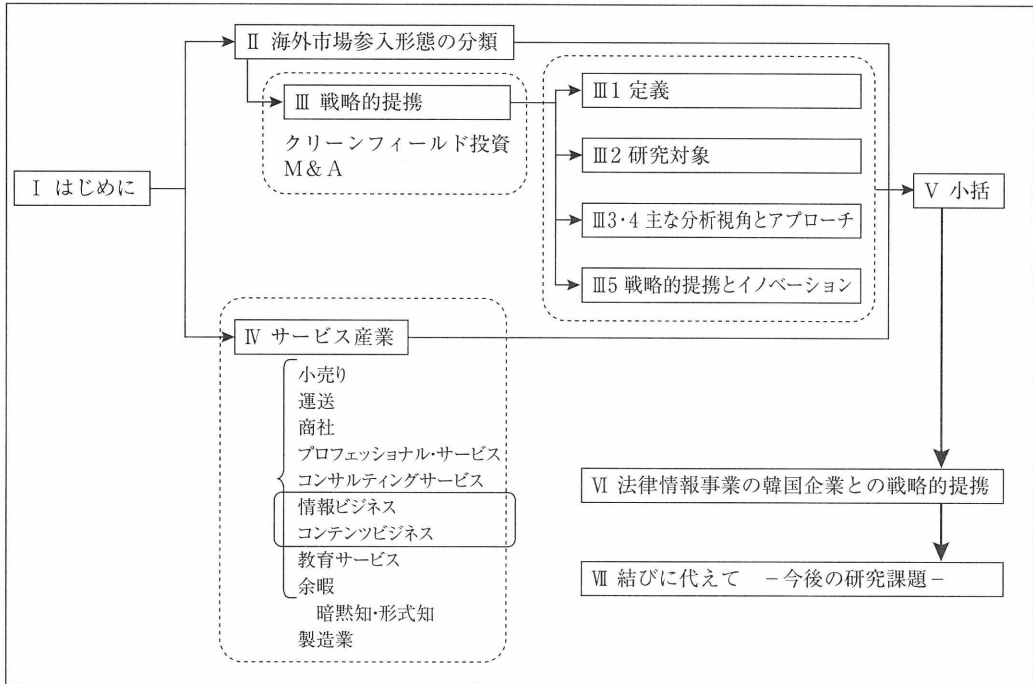 Ⅰ はじめに
Ⅱ 海外市場参入形態の分類
Ⅲ 戦略的提携
クリーンフィールド投資
M&A
Ⅲ1 定義
Ⅲ2 研究対象
Ⅲ3・4 主な分析視角とアプローチ
Ⅲ5 戦略的提携とイノベーション
Ⅳ サービス産業
小売り
運送
商社
プロフェッショナル・サービス
コンサルティングサービス
情報ビジネス
コンテンツビジネス
教育サービス
余暇
暗黙知・形式知
製造業
Ⅴ 小括
Ⅵ 法律情報事業の韓国企業との戦略的提携
Ⅶ 結びに代えて －今後の研究課題－